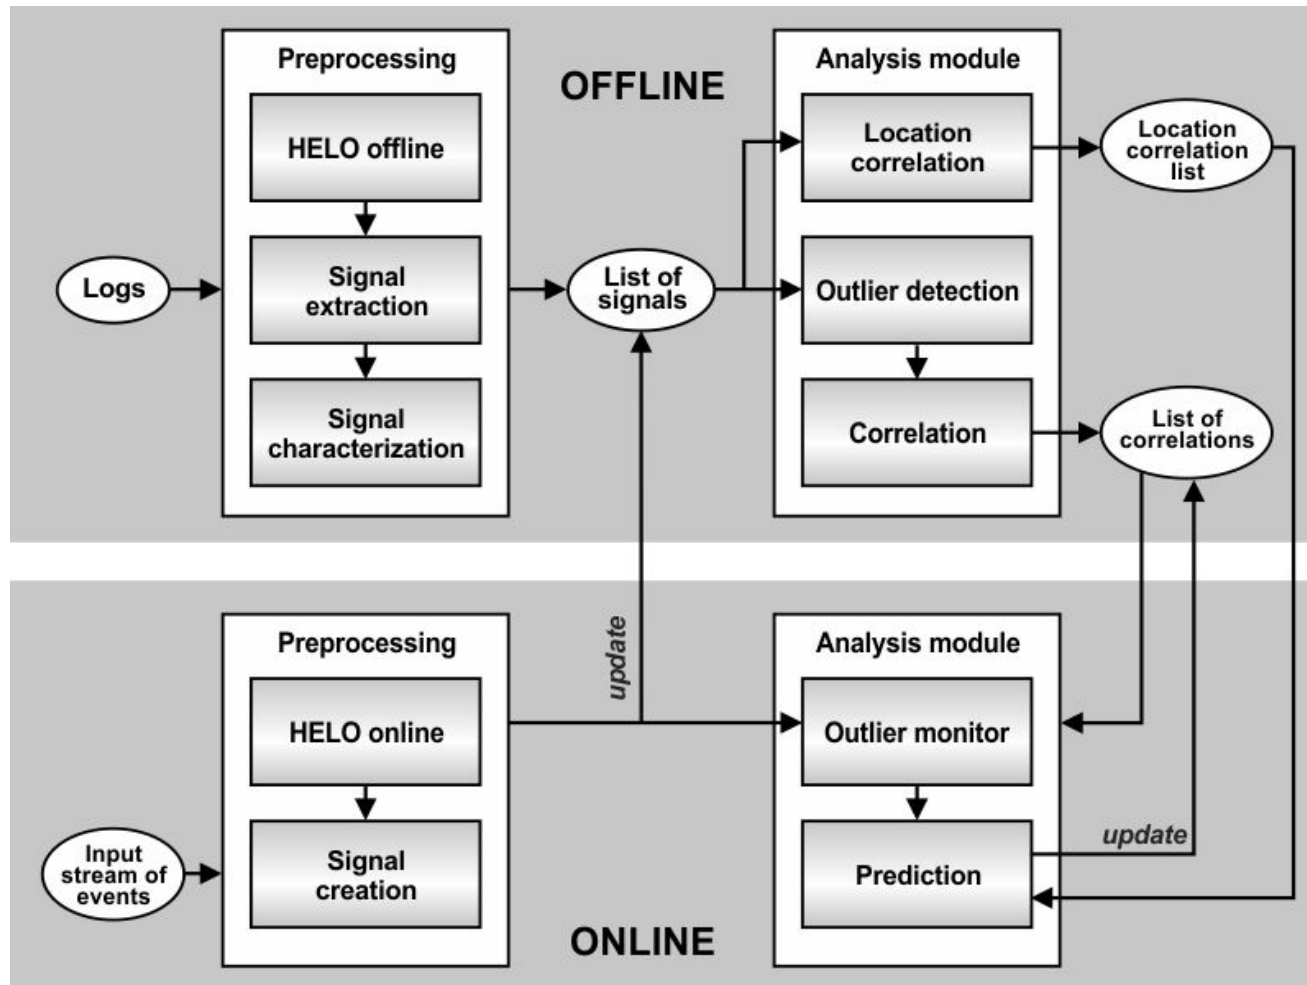 Preprocessing
OFFLINE
Analysis module
HELO offline
Location
correlation
Location
correlation
list
Logs
Signal
extraction
List of
signals
Outlier detection
Signal
characterization
Correlation
List of
correlations
update
Preprocessing
Analysis module
HELO online
Outlier monitor
Input
stream of
events
Signal
creation
Prediction
update
ONLINE